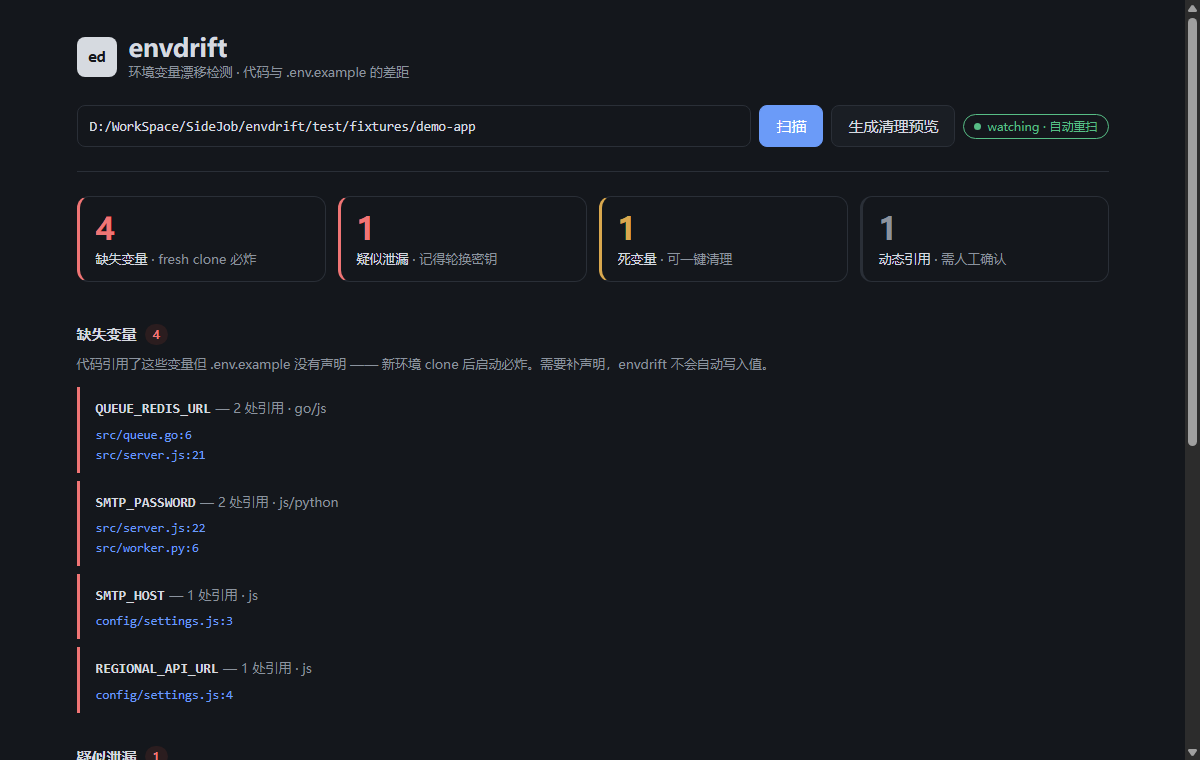 ed
envdrift
环境变量漂移检测 · 代码与 .env.example 的差距
D:/WorkSpace/SideJob/envdrift/test/fixtures/demo-app
扫描
生成清理预览
watching · 自动重扫
4
缺失变量 · fresh clone 必炸
1
疑似泄漏 · 记得轮换密钥
1
死变量 · 可一键清理
1
动态引用 · 需人工确认
缺失变量 4
代码引用了这些变量但 .env.example 没有声明 —— 新环境 clone 后启动必炸。需要补声明，envdrift 不会自动写入值。
QUEUE_REDIS_URL — 2 处引用 · go/js
src/queue.go:6
src/server.js:21
SMTP_PASSWORD — 2 处引用 · js/python
src/server.js:22
src/worker.py:6
SMTP_HOST — 1 处引用 · js
config/settings.js:3
REGIONAL_API_URL — 1 处引用 · js
config/settings.js:4
疑似泄漏 1